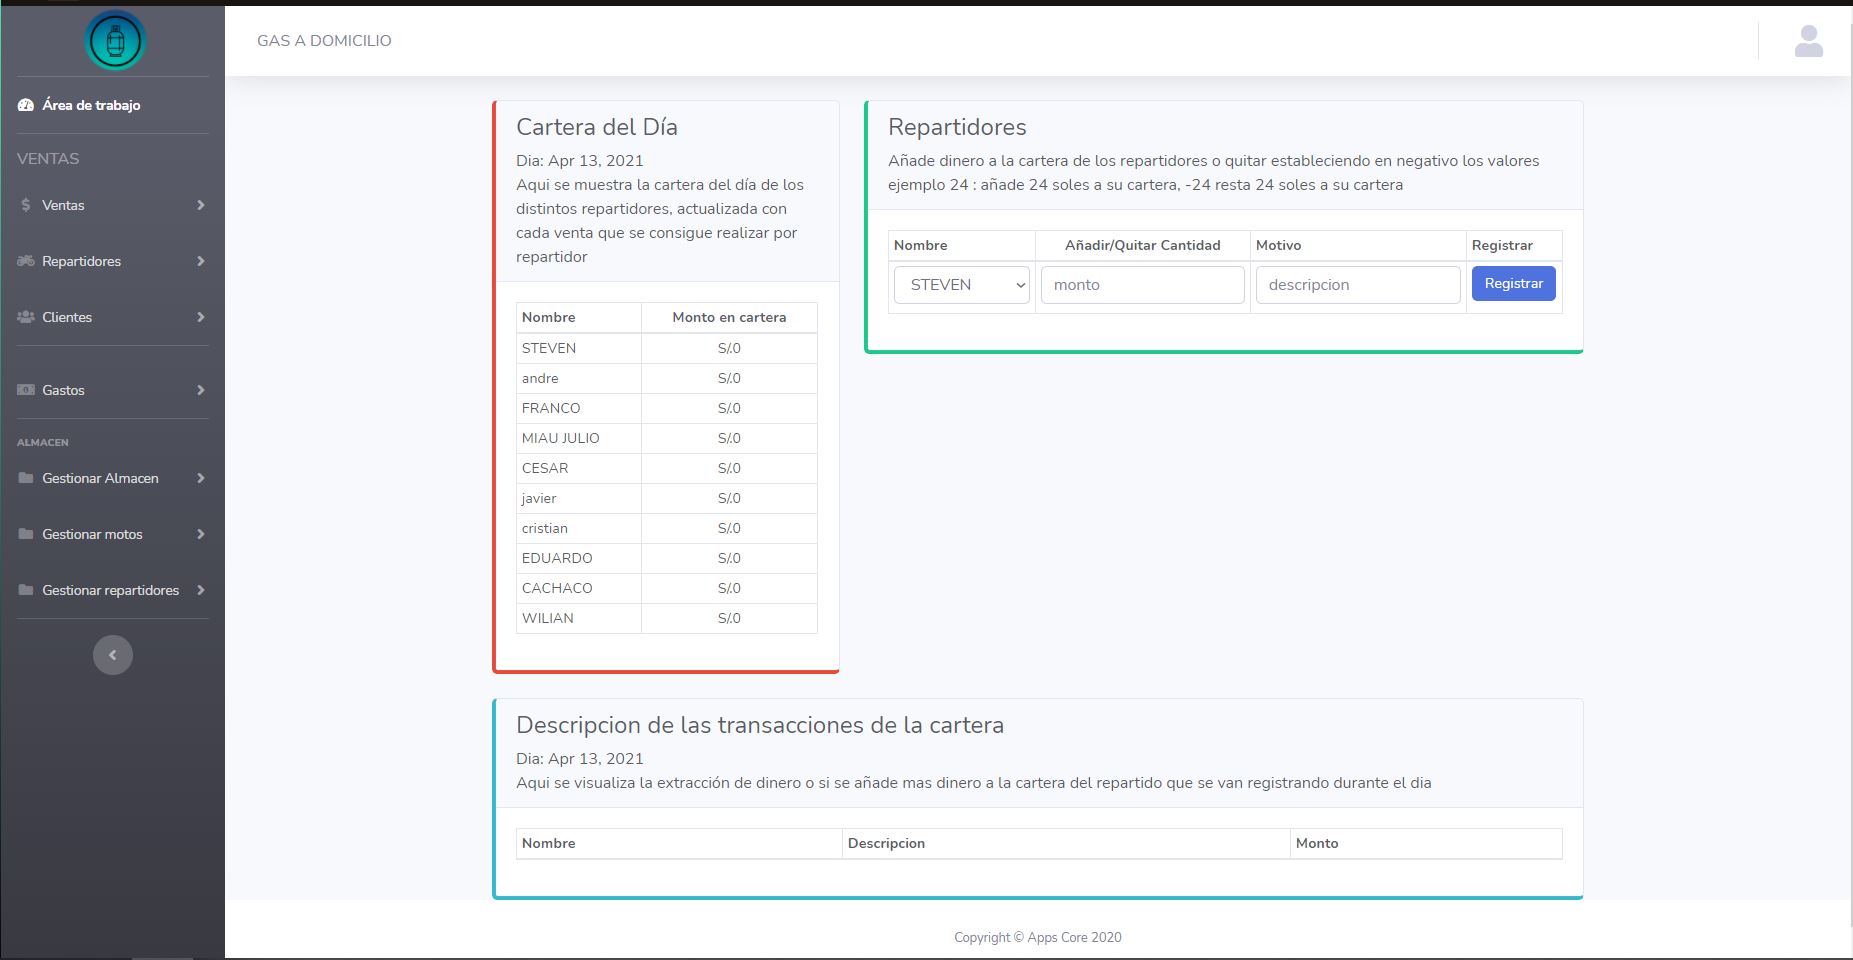 GAS A DOMICILIO
Área de trabajo
VENTAS
Ventas
Repartidores
Clientes
Gastos
ALMACEN
Gestionar Almacen
Gestionar motos
Gestionar repartidores
Cartera del Día
Dia: Apr 13, 2021
Aqui se muestra la cartera del día de los
distintos repartidores, actualizada con
cada venta que se consigue realizar por
repartidor
Nombre Monto en cartera
STEVEN S/.0
andre S/.0
FRANCO S/.0
MIAU JULIO S/.0
CESAR S/.0
javier S/.0
cristian S/.0
EDUARDO S/.0
CACHACO S/.0
WILIAN S/.0
Repartidores
Añade dinero a la cartera de los repartidores o quitar estableciendo en negativo los valores
ejemplo 24 : añade 24 soles a su cartera, -24 resta 24 soles a su cartera
Nombre Añadir/Quitar Cantidad Motivo Registrar
STEVEN monto descripcion Registrar
Descripcion de las transacciones de la cartera
Dia: Apr 13, 2021
Aqui se visualiza la extracción de dinero o si se añade mas dinero a la cartera del repartido que se van registrando durante el dia
Nombre Descripcion Monto
Copyright © Apps Core 2020